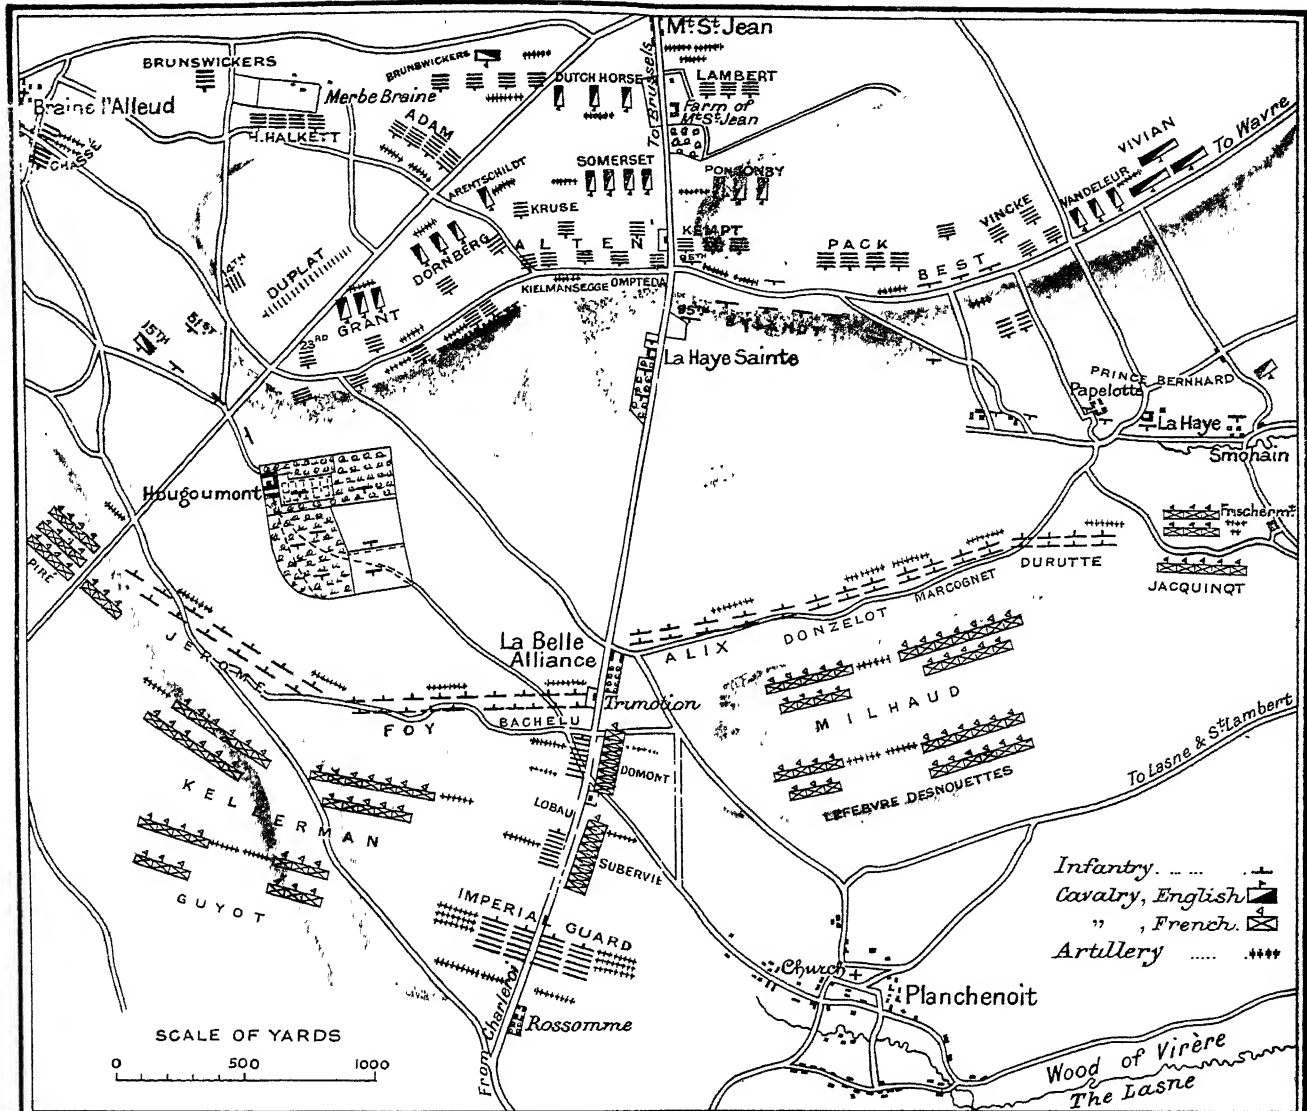 Mt. St. Jean
BRUNSWICKERS
BRUNSWICKERS
DUTCH HORSE
LAMBERT
Merbe Braine
Braine l'Alleud
Farm of
Mt. St. Jean
To Brussels
CHASSÉ
H. HALKETT
ADAM
ARENTSCHILDT
SOMERSET
PONSONBY
VIVIAN
To Wavre
VANDELEUR
VINCKE
KRUSE
KEMPT
95TH
ALTEN
PACK
BEST
DORNBERG
DUPLAT
14TH
KIELMANSEGGE
OMPTEDA
GRANT
23RD
51ST
15TH
95TH
BYLANDT
La Haye Sainte
PRINCE BERNHARD
Papelotte
La Haye
Smohain
Hougoumont
Frischermt.
PIRÉ
DURUTTE
JACQUINOT
MARCOGNET
DONZELOT
ALIX
La Belle
Alliance
JEROME
Trimotion
MILHAUD
FOY
BACHELU
DOMONT
To Lasne & St. Lambert
LEFEBVRE DESNOUETTES
KELLERMAN
LOBAU
SUBERVIE
GUYOT
IMPERIAL GUARD
Infantry
Cavalry, English
" , French.
Artillery
Church
Planchenoit
From Charleroi
Rossomme
SCALE OF YARDS
0 500 1000
Wood of Virère
The Lasne